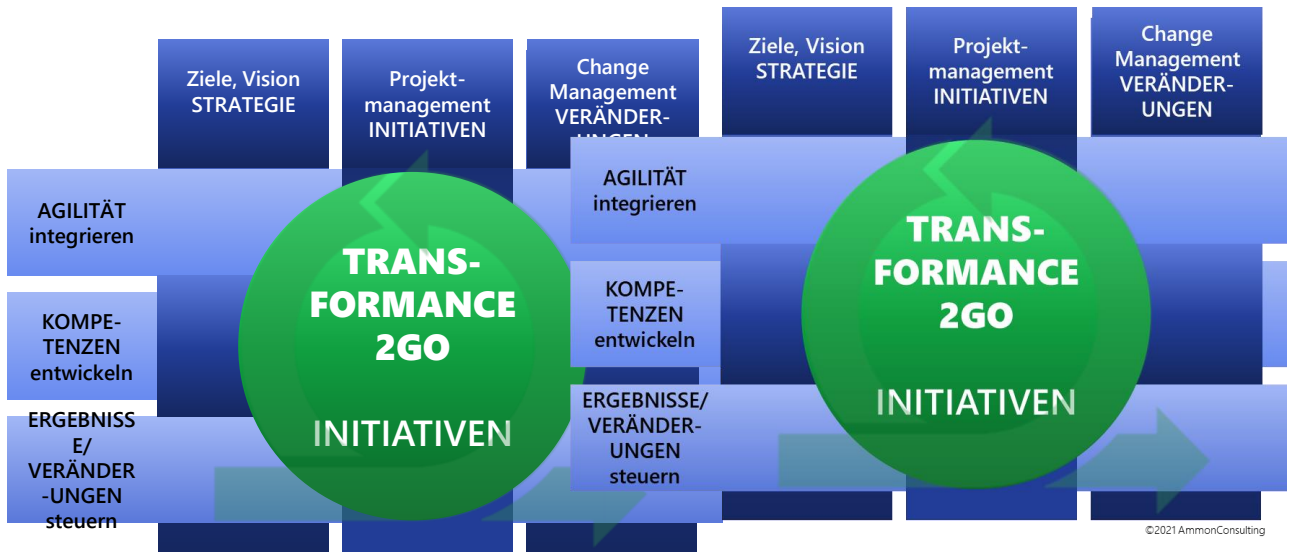 Ziele, Vision
STRATEGIE
Projekt-
management
INITIATIVEN
Change
Management
VERÄNDER-
UNGEN
AGILITÄT
integrieren
KOMPE-
TENZEN
entwickeln
ERGEBNISS
E/
VERÄNDER
-UNGEN
steuern
TRANS-
FORMANCE
2GO
INITIATIVEN
Ziele, Vision
STRATEGIE
Projekt-
management
INITIATIVEN
Change
Management
VERÄNDER-
UNGEN
AGILITÄT
integrieren
KOMPE-
TENZEN
entwickeln
ERGEBNISSE/
VERÄNDER-
UNGEN
steuern
TRANS-
FORMANCE
2GO
INITIATIVEN
©2021 AmmonConsulting